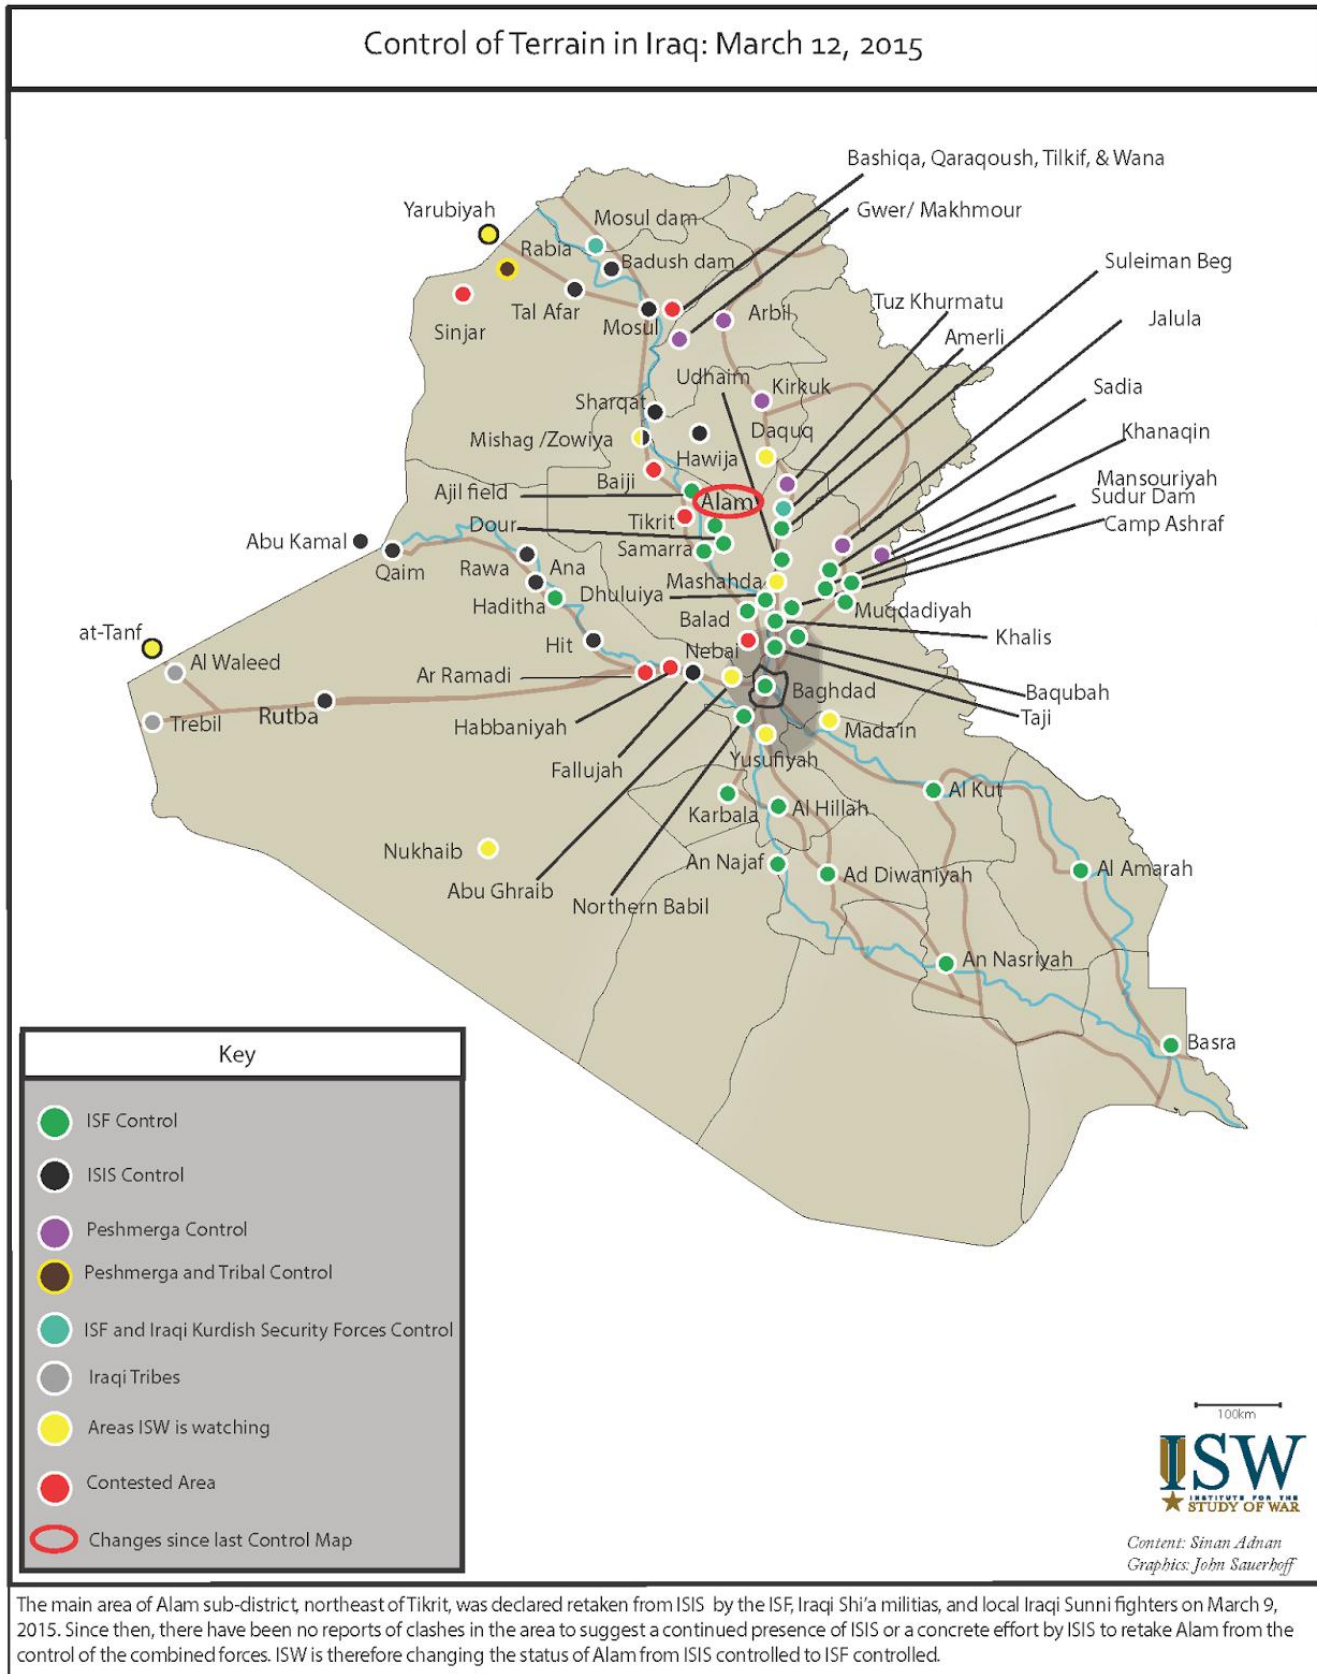 Control of Terrain in Iraq: March 12, 2015
Bashiqa, Qaraqoush, Tilkif, & Wana
Yarubiyah
Mosul dam
Gwer/ Makhmour
Rabia
Badush dam
Suleiman Beg
Tal Afar
Mosul
Arbil
Tuz Khurmatu
Sinjar
Amerli
Jalula
Udhaim
Kirkuk
Sadia
Sharqat
Daquq
Khanaqin
Mishag /Zowiya
Hawija
Mansouriyah
Baiji
Sudur Dam
Ajil field
Alam
Camp Ashraf
Dour
Tikrit
Abu Kamal
Samarra
Qaim
Rawa
Ana
Mashahda
Haditha
Dhuluiya
Muqdadiyah
Balad
at-Tanf
Khalis
Hit
Nebai
Al Waleed
Ar Ramadi
Baghdad
Baqubah
Rutba
Taji
Trebil
Habbaniyah
Mada'in
Yusufiyah
Fallujah
Al Kut
Karbala
Al Hillah
Nukhaib
An Najaf
Ad Diwaniyah
Al Amarah
Abu Ghraib
Northern Babil
An Nasriyah
Basra
Key
ISF Control
ISIS Control
Peshmerga Control
Peshmerga and Tribal Control
ISF and Iraqi Kurdish Security Forces Control
Iraqi Tribes
Areas ISW is watching
Contested Area
Changes since last Control Map
100km
ISW
INSTITUTE FOR THE
STUDY OF WAR
Content: Sinan Adnan
Graphics: John Sauerhoff
The main area of Alam sub-district, northeast of Tikrit, was declared retaken from ISIS by the ISF, Iraqi Shi'a militias, and local Iraqi Sunni fighters on March 9,
2015. Since then, there have been no reports of clashes in the area to suggest a continued presence of ISIS or a concrete effort by ISIS to retake Alam from the
control of the combined forces. ISW is therefore changing the status of Alam from ISIS controlled to ISF controlled.